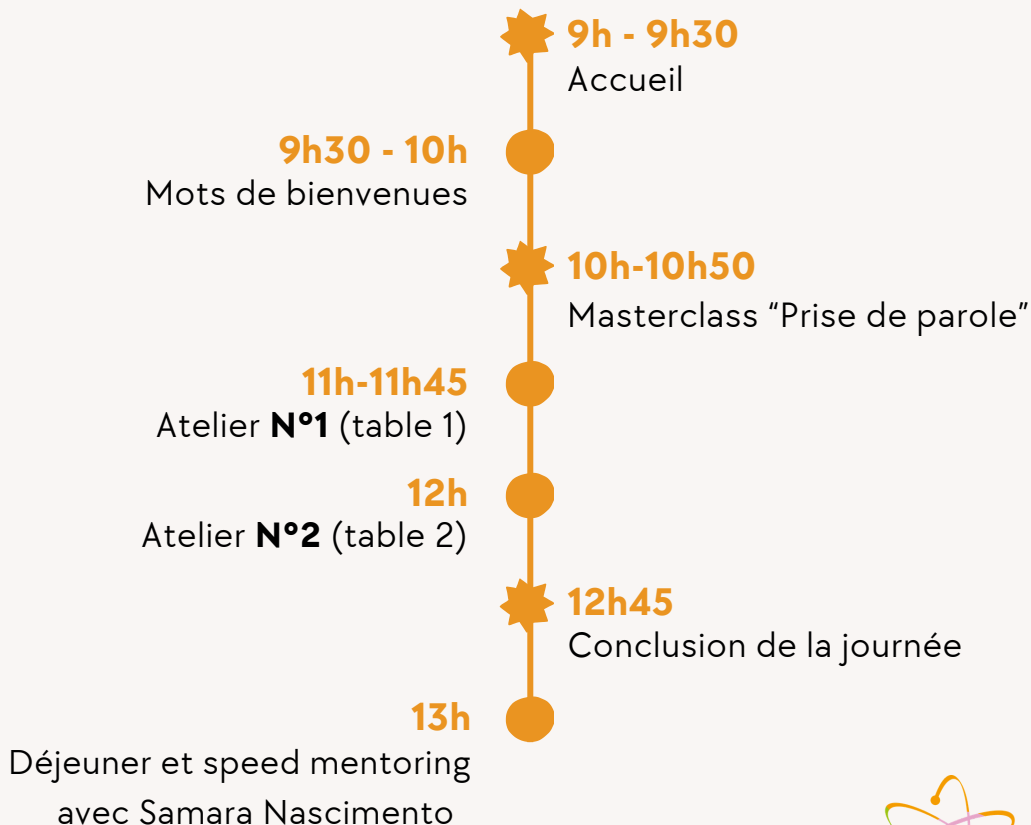 9h - 9h30
Accueil
9h30 - 10h
Mots de bienvenues
10h-10h50
Masterclass “Prise de parole”
11h-11h45
Atelier N°1 (table 1)
12h
Atelier N°2 (table 2)
12h45
Conclusion de la journée
13h
Déjeuner et speed mentoring
avec Samara Nascimento